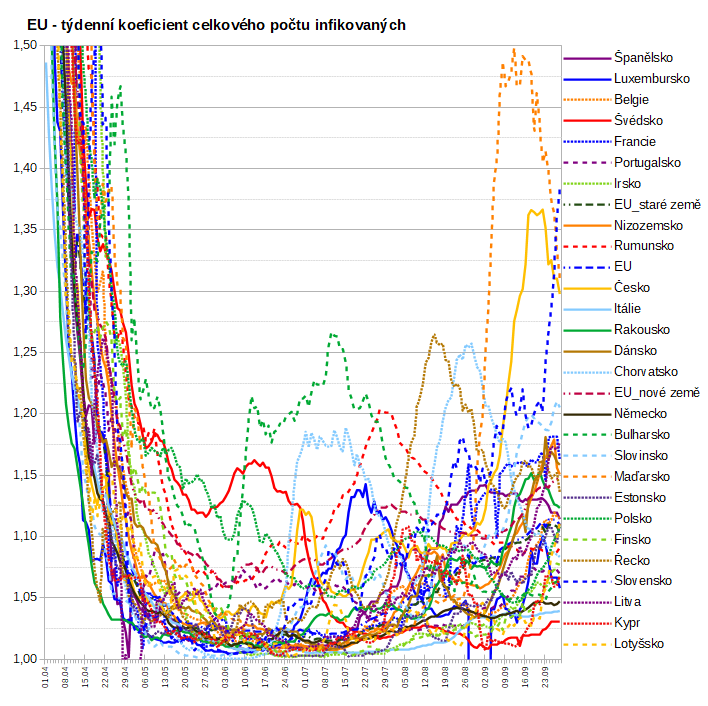 EU - týdenní koeficient celkového počtu infikovaných
1,50
1,45
1,40
1,35
1,30
1,25
1,20
1,15
1,10
1,05
1,00
01.04
08.04
15.04
22.04
29.04
06.05
13.05
20.05
27.05
03.06
10.06
17.06
24.06
01.07
08.07
15.07
22.07
29.07
05.08
12.08
19.08
26.08
02.09
09.09
16.09
23.09
Španělsko
Luxembursko
Belgie
Švédsko
Francie
Portugalsko
Irsko
EU_staré země
Nizozemsko
Rumunsko
EU
Česko
Itálie
Rakousko
Dánsko
Chorvatsko
EU_nové země
Německo
Bulharsko
Slovinsko
Maďarsko
Estonsko
Polsko
Finsko
Řecko
Slovensko
Litva
Kypr
Lotyšsko